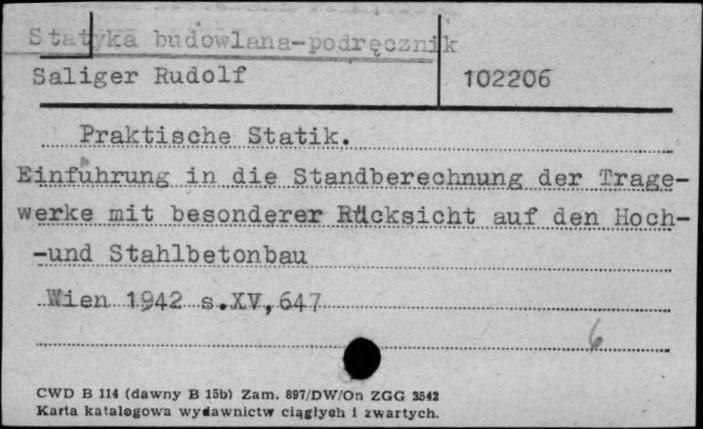 Statyka budowlana-podręcznik
Saliger Rudolf
102206
Praktische Statik.
Einführung in die Standberechnung der Trage-
werke mit besonderer Rücksicht auf den Hoch-
-und Stahlbetonbau
Wien 1942 s.XV,647
6
CWD B 114 (dawny B 15b) Zam. 897/DW/On ZGG 3542
Karta katalogowa wydawnictw ciągłych i zwartych.